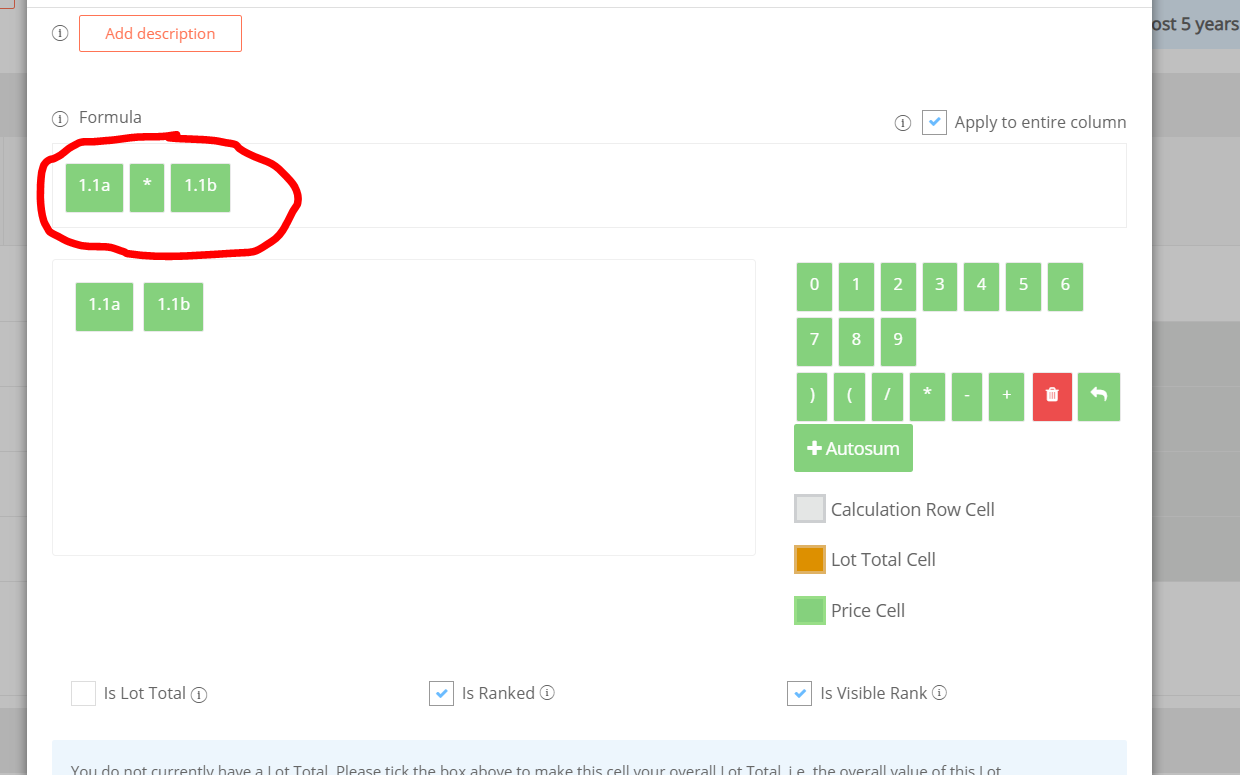 ost 5 years
Add description
Formula
Apply to entire column
1.1a * 1.1b
1.1a 1.1b
0 1 2 3 4 5 6
7 8 9
) ( / * - +
Autosum
Calculation Row Cell
Lot Total Cell
Price Cell
Is Lot Total
Is Ranked
Is Visible Rank
You do not currently have a Lot Total. Please tick the box above to make this cell your overall Lot Total, i.e. the overall value of this Lot.